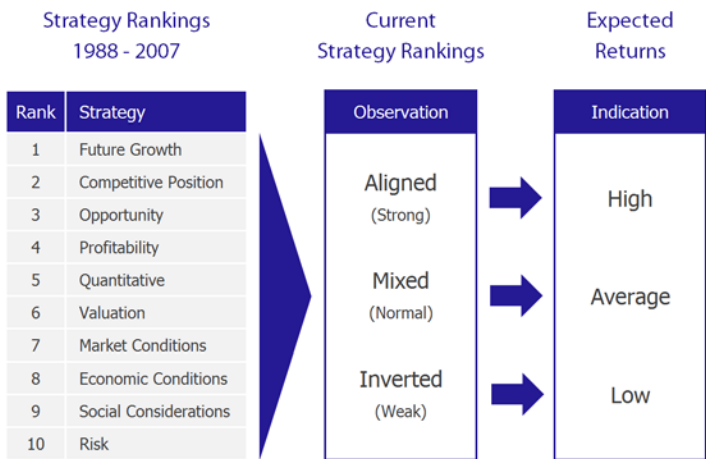 Strategy Rankings
1988 - 2007
Current
Strategy Rankings
Expected
Returns
Rank Strategy
1 Future Growth
2 Competitive Position
3 Opportunity
4 Profitability
5 Quantitative
6 Valuation
7 Market Conditions
8 Economic Conditions
9 Social Considerations
10 Risk
Observation
Aligned
(Strong)
Mixed
(Normal)
Inverted
(Weak)
Indication
High
Average
Low